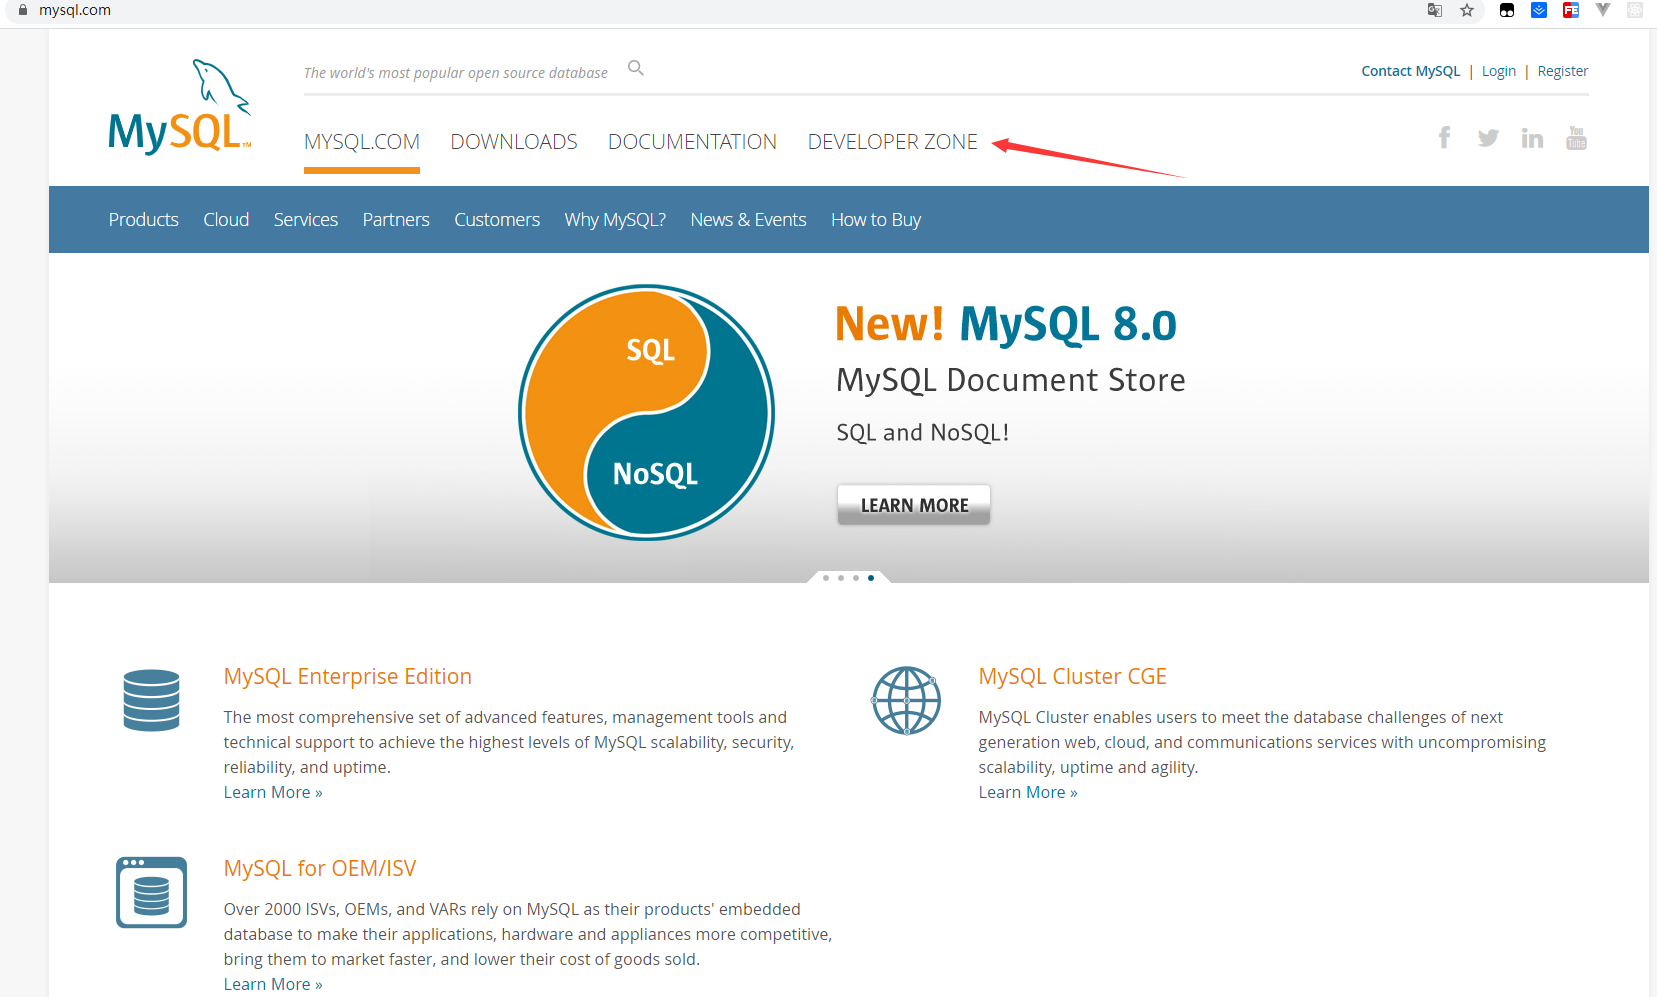 mysql.com
The world's most popular open source database
Contact MySQL | Login | Register
MySQL™
MYSQL.COM DOWNLOADS DOCUMENTATION DEVELOPER ZONE
f in You Tube
Products Cloud Services Partners Customers Why MySQL? News & Events How to Buy
SQL
NoSQL
New! MySQL 8.0
MySQL Document Store
SQL and NoSQL!
LEARN MORE
MySQL Enterprise Edition
The most comprehensive set of advanced features, management tools and
technical support to achieve the highest levels of MySQL scalability, security,
reliability, and uptime.
Learn More »
MySQL Cluster CGE
MySQL Cluster enables users to meet the database challenges of next
generation web, cloud, and communications services with uncompromising
scalability, uptime and agility.
Learn More »
MySQL for OEM/ISV
Over 2000 ISVs, OEMs, and VARs rely on MySQL as their products' embedded
database to make their applications, hardware and appliances more competitive,
bring them to market faster, and lower their cost of goods sold.
Learn More »